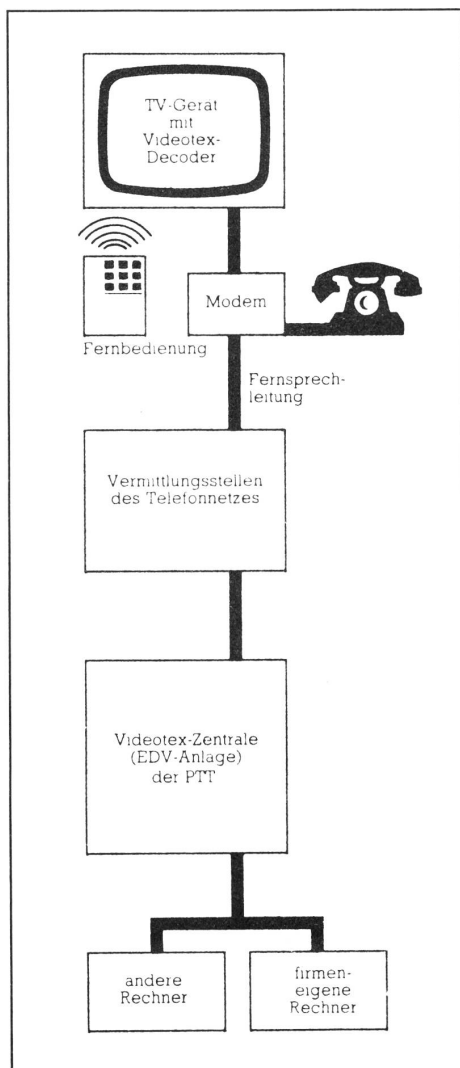 TV-Gerät
mit
Videotex-
Decoder
Modem
Fernbedienung
Fernsprech-
leitung
Vermittlungsstellen
des Telefonnetzes
Videotex-Zentrale
(EDV-Anlage)
der PTT
andere
Rechner
firmen-
eigene
Rechner